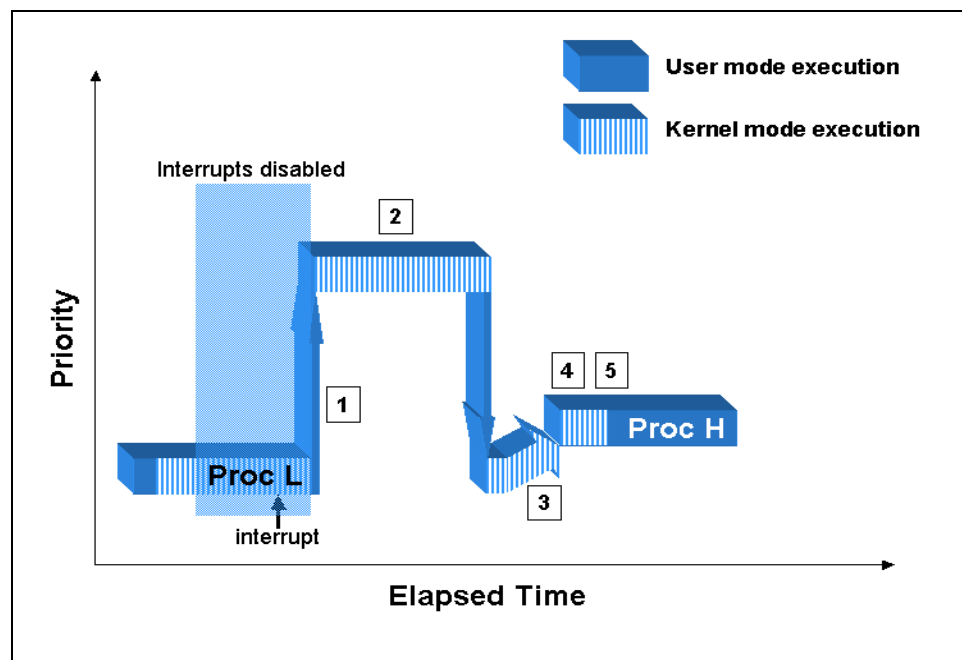 User mode execution
Kernel mode execution
Interrupts disabled
2
Priority
4 5
1
Proc H
Proc L
3
interrupt
Elapsed Time